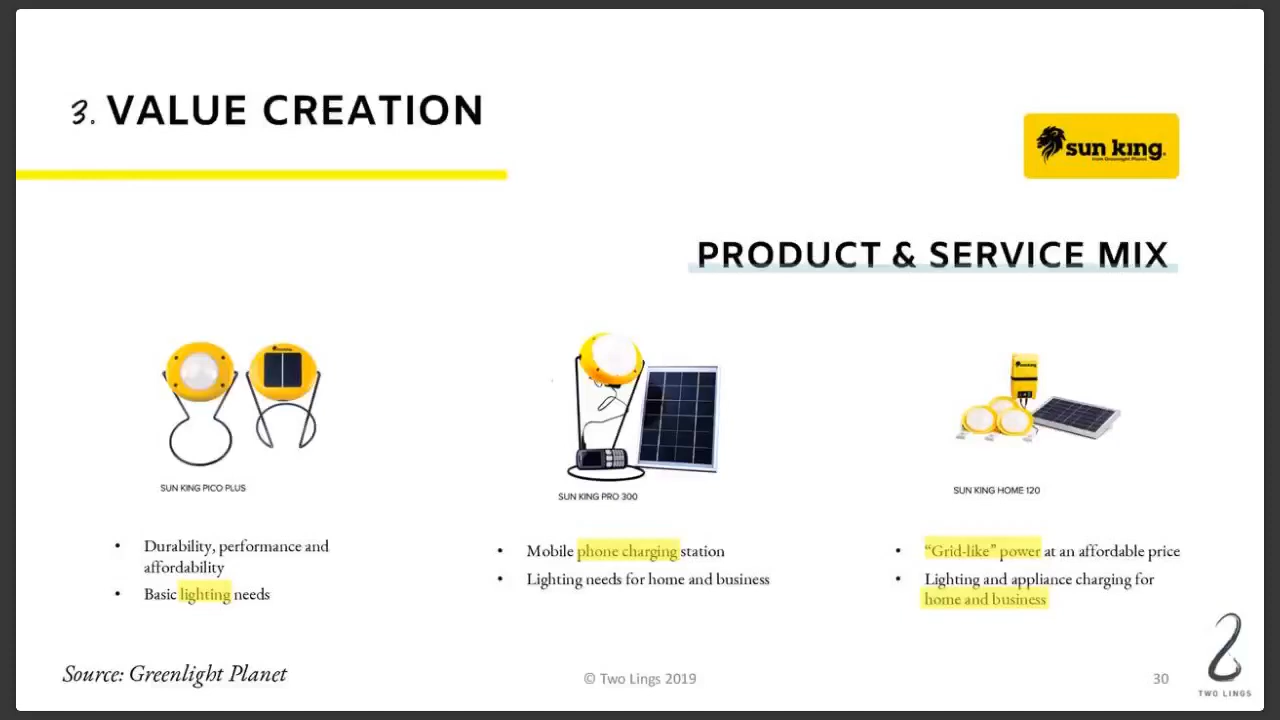 3. VALUE CREATION
sun king.
from Greenlight Planet
PRODUCT & SERVICE MIX
SUN KING PICO PLUS
SUN KING PRO 300
SUN KING HOME 120
• Durability, performance and
affordability
• Basic lighting needs
• Mobile phone charging station
• Lighting needs for home and business
• “Grid-like” power at an affordable price
• Lighting and appliance charging for
home and business
Source: Greenlight Planet
© Two Lings 2019
30
TWO LINGS